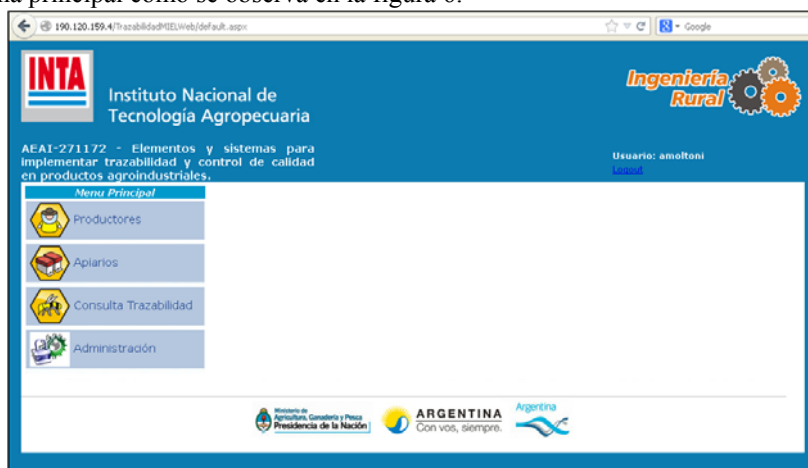 na principal como se observa en la figura 6.
190.120.159.4/TrazabilidadMIELWeb/default.aspx
Google
INTA
Instituto Nacional de
Tecnología Agropecuaria
Ingeniería
Rural
AEAI-271172 - Elementos y sistemas para
implementar trazabilidad y control de calidad
en productos agroindustriales.
Usuario: amoltoni
Logout
Menu Principal
Productores
Apiarios
Consulta Trazabilidad
Administración
Ministerio de
Agricultura, Ganadería y Pesca
Presidencia de la Nación
ARGENTINA
Con vos, siempre.
Argentina